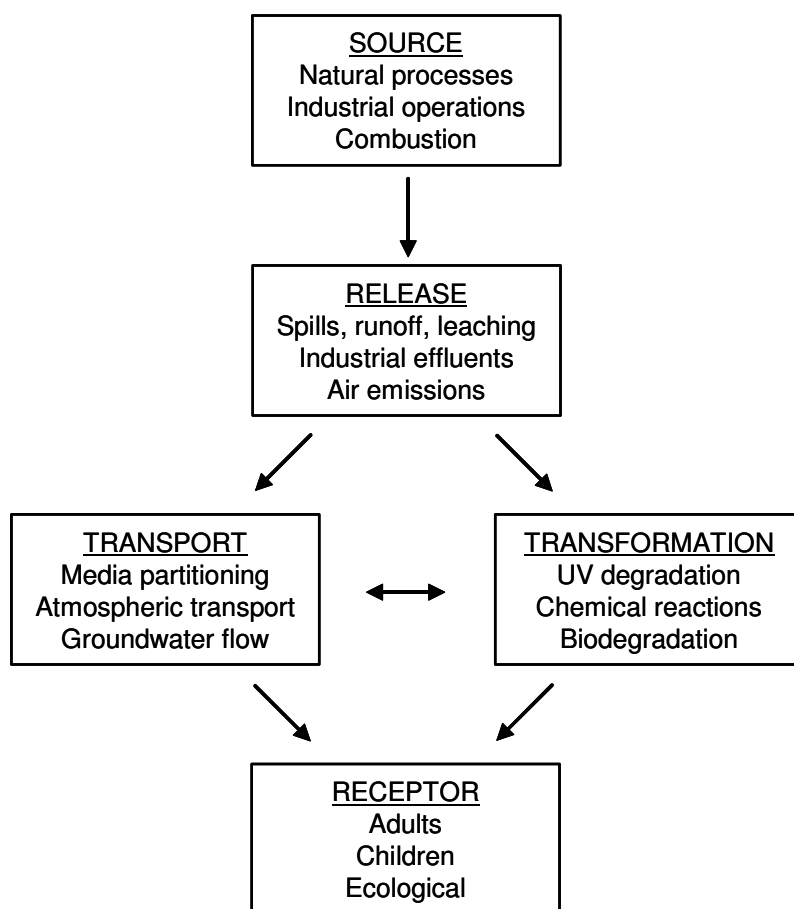 SOURCE
Natural processes
Industrial operations
Combustion
RELEASE
Spills, runoff, leaching
Industrial effluents
Air emissions
TRANSPORT
Media partitioning
Atmospheric transport
Groundwater flow
TRANSFORMATION
UV degradation
Chemical reactions
Biodegradation
RECEPTOR
Adults
Children
Ecological